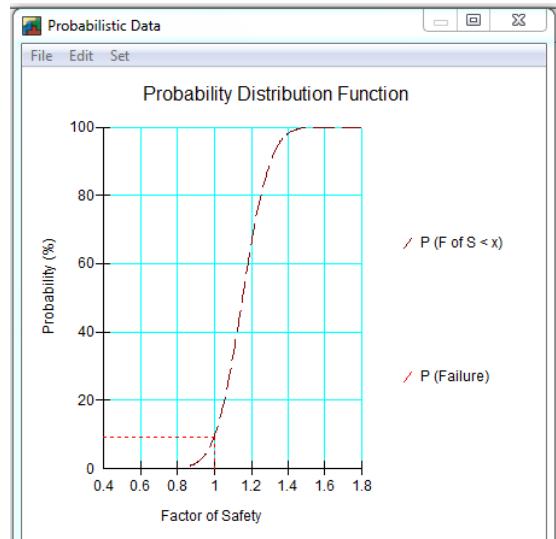 Probabilistic Data
File Edit Set
Probability Distribution Function
100
80
60
40
20
0
Probability (%)
0.4 0.6 0.8 1 1.2 1.4 1.6 1.8
Factor of Safety
P (F of S < x)
P (Failure)